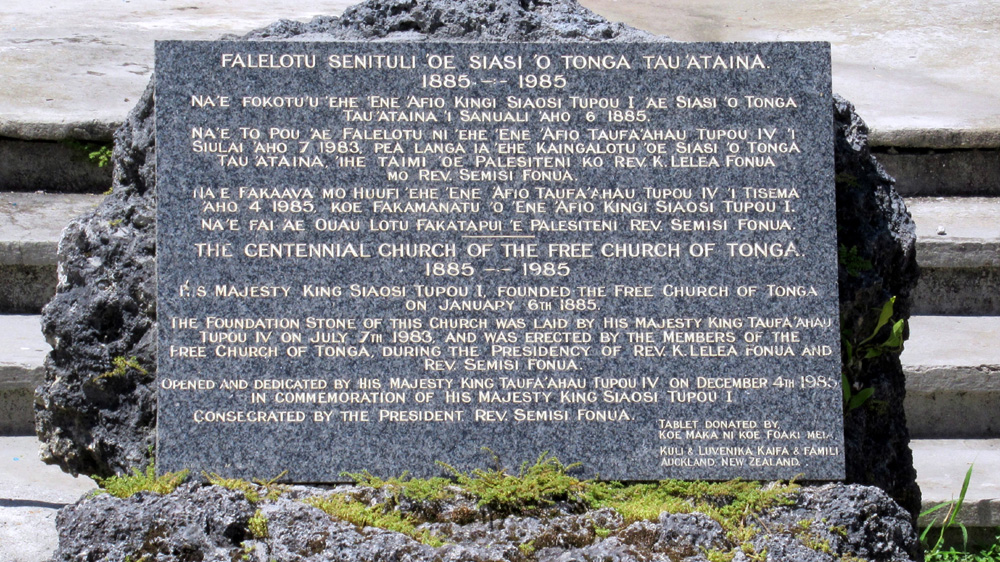 FALELOTU SENITULI 'OE SIASI 'O TONGA TAU'ATAINA.
1885 - - - 1985
NA'E FOKOTU'U 'EHE 'ENE 'AFIO KINGI SIAOSI TUPOU I 'AE SIASI 'O TONGA
TAU'ATAINA 'I SANUALI 'AHO 6 1885.
NA'E TO POU 'AE FALELOTU NI 'EHE 'ENE 'AFIO TAUFA'AHAU TUPOU IV 'I
SIULAI 'AHO 7 1983, PEA LANGA IA 'EHE KAINGALOTU 'OE SIASI 'O TONGA
TAU'ATAINA, 'IHE TAIMI 'OE PALESITENI KO REV. K. LELEA FONUA
MO REV. SEMISI FONUA.
NA'E FAKAAVA MO HUUFI 'EHE 'ENE 'AFIO TAUFA'AHAU TUPOU IV 'I TISEMA
'AHO 4 1985, KOE FAKAMANATU 'O 'ENE 'AFIO KINGI SIAOSI TUPOU I.
NA'E FAI 'AE OUAU LOTU FAKATAPUI 'E PALESITENI REV. SEMISI FONUA.
THE CENTENNIAL CHURCH OF THE FREE CHURCH OF TONGA.
1885 - - 1985
HIS MAJESTY KING SIAOSI TUPOU I, FOUNDED THE FREE CHURCH OF TONGA
ON JANUARY 6TH 1885.
THE FOUNDATION STONE OF THIS CHURCH WAS LAID BY HIS MAJESTY KING TAUFA'AHAU
TUPOU IV ON JULY 7TH 1983, AND WAS ERECTED BY THE MEMBERS OF THE
FREE CHURCH OF TONGA, DURING THE PRESIDENCY OF REV. K. LELEA FONUA AND
REV. SEMISI FONUA.
OPENED AND DEDICATED BY HIS MAJESTY KING TAUFA'AHAU TUPOU IV ON DECEMBER 4TH 1985
IN COMMEMORATION OF HIS MAJESTY KING SIAOSI TUPOU I
CONSECRATED BY THE PRESIDENT REV. SEMISI FONUA.
TABLET DONATED BY,
KOE MAKA NI KOE FOAKI MEIA,
KULI & LUVENIKA KAIFA & FAMILI
AUCKLAND NEW ZEALAND.